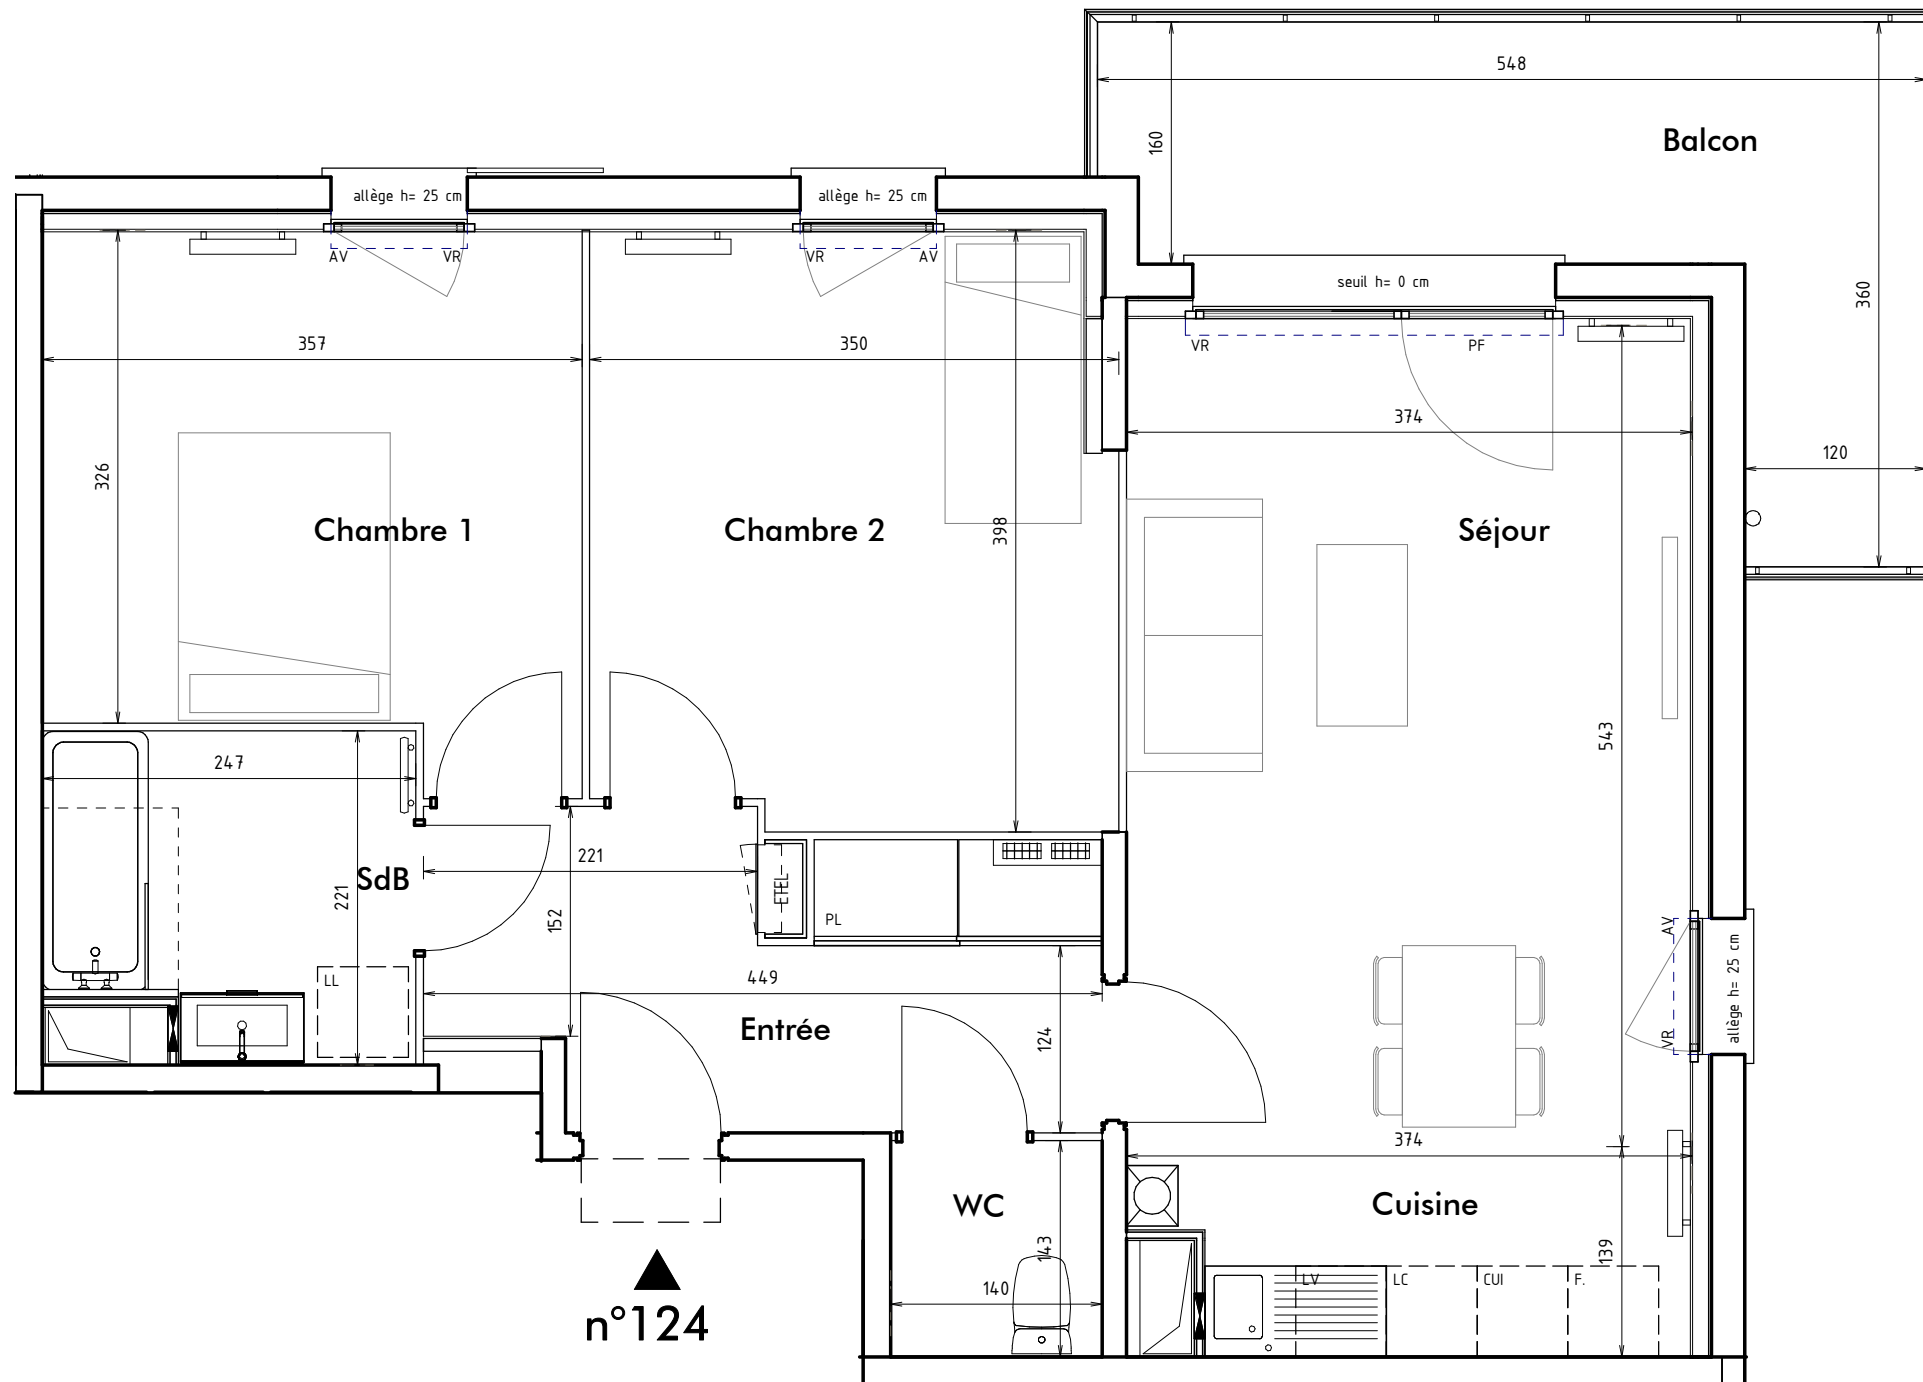 548
160
Balcon
allège h= 25 cm
allège h= 25 cm
AV
VR
VR
AV
seuil h= 0 cm
360
357
350
VR
PF
374
120
326
398
Chambre 1
Chambre 2
Séjour
543
247
221
SdB
221
152
ETEL
PL
LL
449
Entrée
124
AV
VR
allège h= 25 cm
374
WC
Cuisine
143
139
140
LV
LC
CUI
F.
n°124